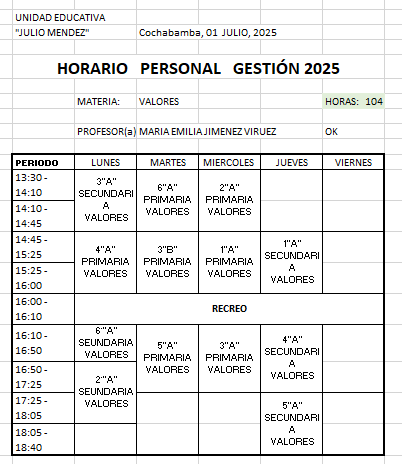 UNIDAD EDUCATIVA
"JULIO MENDEZ" Cochabamba, 01 JULIO, 2025
HORARIO PERSONAL GESTIÓN 2025
MATERIA: VALORES HORAS: 104
PROFESOR(a) MARIA EMILIA JIMENEZ VIRUEZ OK
PERIODO LUNES MARTES MIERCOLES JUEVES VIERNES
13:30 -
14:10
14:10 -
14:45
3"A"
SECUNDARI
A
VALORES
6"A"
PRIMARIA
VALORES
2"A"
PRIMARIA
VALORES
14:45 -
15:25
15:25 -
16:00
4"A"
PRIMARIA
VALORES
3"B"
PRIMARIA
VALORES
1"A"
PRIMARIA
VALORES
1"A"
SECUNDARI
A
VALORES
16:00 -
16:10
RECREO
16:10 -
16:50
6:"A"
SEUNDARIA
VALORES
16:50 -
17:25
5"A"
PRIMARIA
VALORES
3"A"
PRIMARIA
VALORES
4"A"
SECUNDARI
A
VALORES
2:"A"
SEUNDARIA
VALORES
17:25 -
18:05
18:05 -
18:40
5"A"
SECUNDARI
A
VALORES